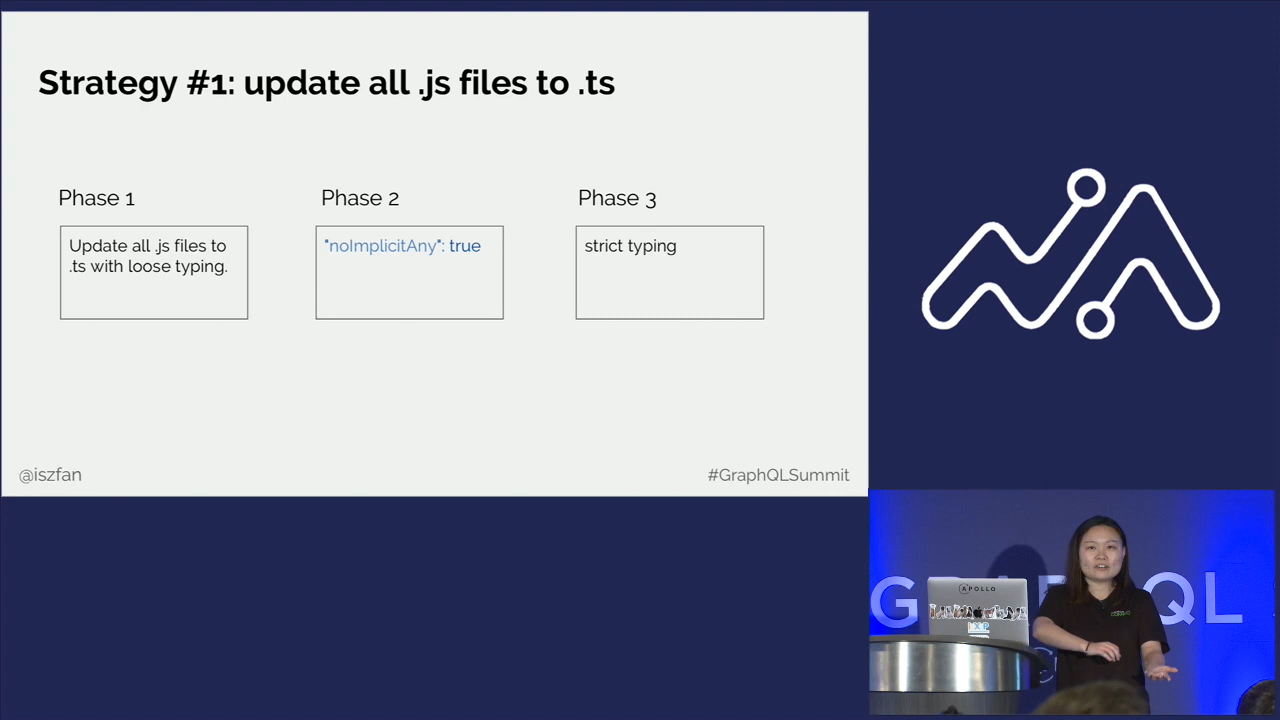 Strategy #1: update all .js files to .ts
Phase 1
Phase 2
Phase 3
Update all .js files to
.ts with loose typing.
"noImplicitAny": true
strict typing
@iszfan
#GraphQLSummit
APOLLO
QL